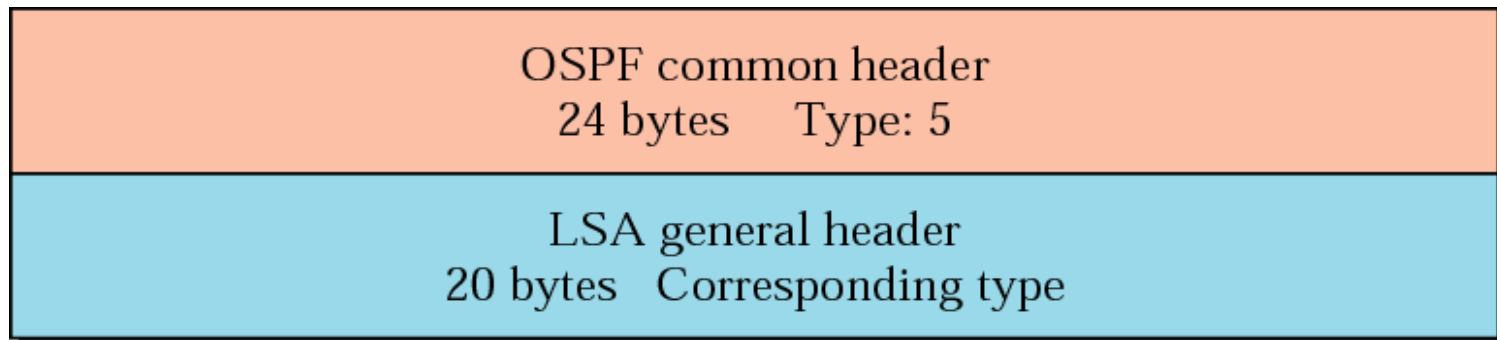 OSPF common header
24 bytes Type: 5
LSA general header
20 bytes Corresponding type